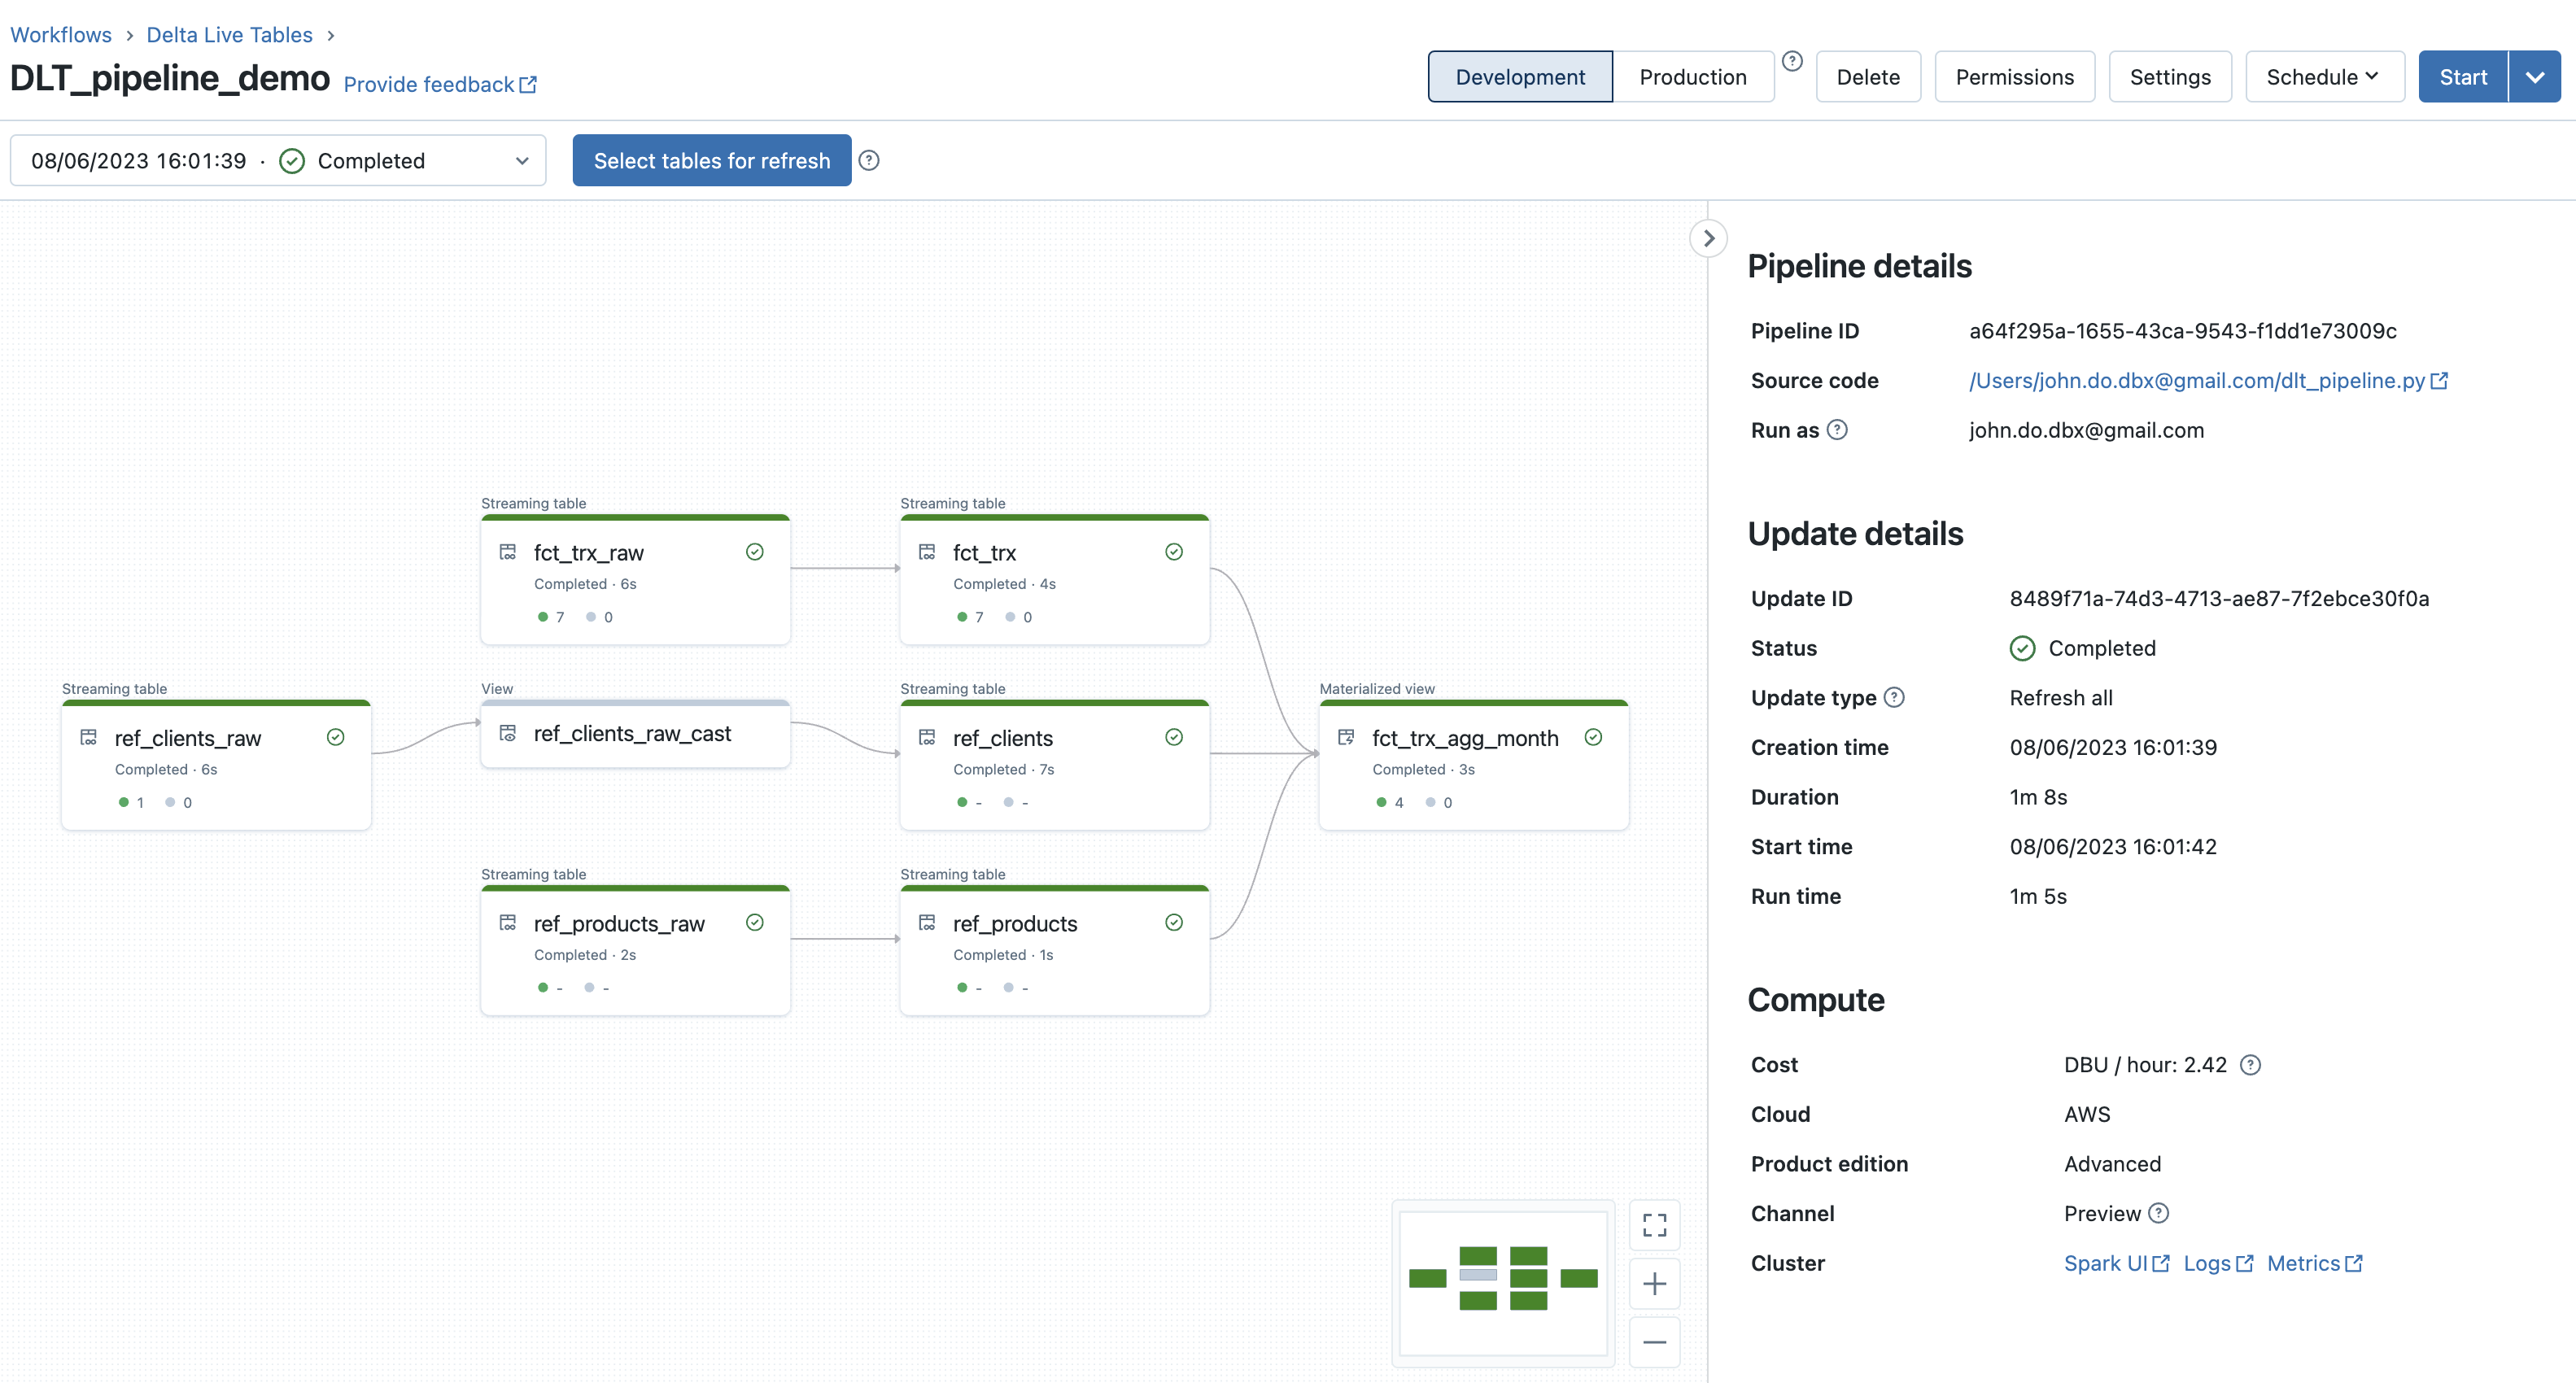 Workflows › Delta Live Tables ›
DLT_pipeline_demo Provide feedback
Development Production Delete Permissions Settings Schedule Start
08/06/2023 16:01:39 · Completed
Select tables for refresh
Streaming table
fct_trx_raw
Completed · 6s
7 0
Streaming table
fct_trx
Completed · 4s
7 0
Streaming table
ref_clients_raw
Completed · 6s
1 0
View
ref_clients_raw_cast
Streaming table
ref_clients
Completed · 7s
- -
Materialized view
fct_trx_agg_month
Completed · 3s
4 0
Streaming table
ref_products_raw
Completed · 2s
- -
Streaming table
ref_products
Completed · 1s
- -
Pipeline details
Pipeline ID a64f295a-1655-43ca-9543-f1dd1e73009c
Source code /Users/john.do.dbx@gmail.com/dlt_pipeline.py
Run as ? john.do.dbx@gmail.com
Update details
Update ID 8489f71a-74d3-4713-ae87-7f2ebce30f0a
Status Completed
Update type ? Refresh all
Creation time 08/06/2023 16:01:39
Duration 1m 8s
Start time 08/06/2023 16:01:42
Run time 1m 5s
Compute
Cost DBU / hour: 2.42 ?
Cloud AWS
Product edition Advanced
Channel Preview ?
Cluster Spark UI Logs Metrics